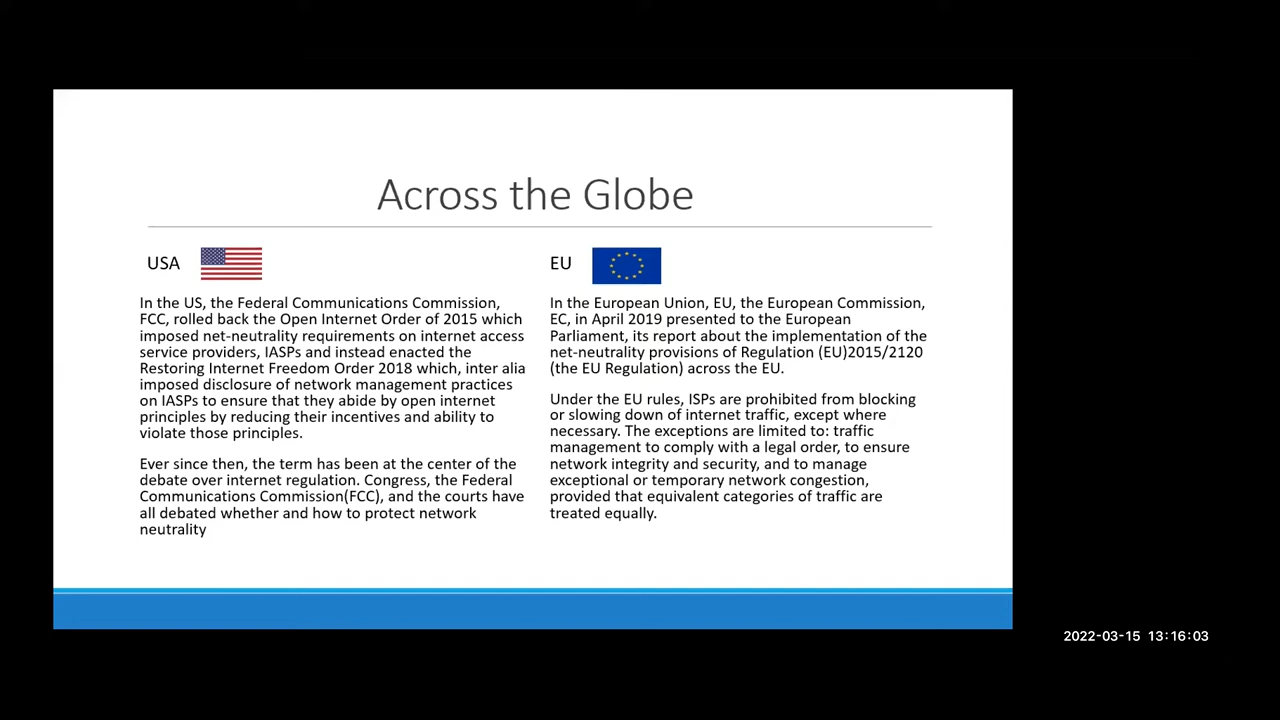 Across the Globe
USA
In the US, the Federal Communications Commission,
FCC, rolled back the Open Internet Order of 2015 which
imposed net-neutrality requirements on internet access
service providers, IASPs and instead enacted the
Restoring Internet Freedom Order 2018 which, inter alia
imposed disclosure of network management practices
on IASPs to ensure that they abide by open internet
principles by reducing their incentives and ability to
violate those principles.
Ever since then, the term has been at the center of the
debate over internet regulation. Congress, the Federal
Communications Commission(FCC), and the courts have
all debated whether and how to protect network
neutrality
EU
In the European Union, EU, the European Commission,
EC, in April 2019 presented to the European
Parliament, its report about the implementation of the
net-neutrality provisions of Regulation (EU)2015/2120
(the EU Regulation) across the EU.
Under the EU rules, ISPs are prohibited from blocking
or slowing down of internet traffic, except where
necessary. The exceptions are limited to: traffic
management to comply with a legal order, to ensure
network integrity and security, and to manage
exceptional or temporary network congestion,
provided that equivalent categories of traffic are
treated equally.
2022-03-15 13:16:03